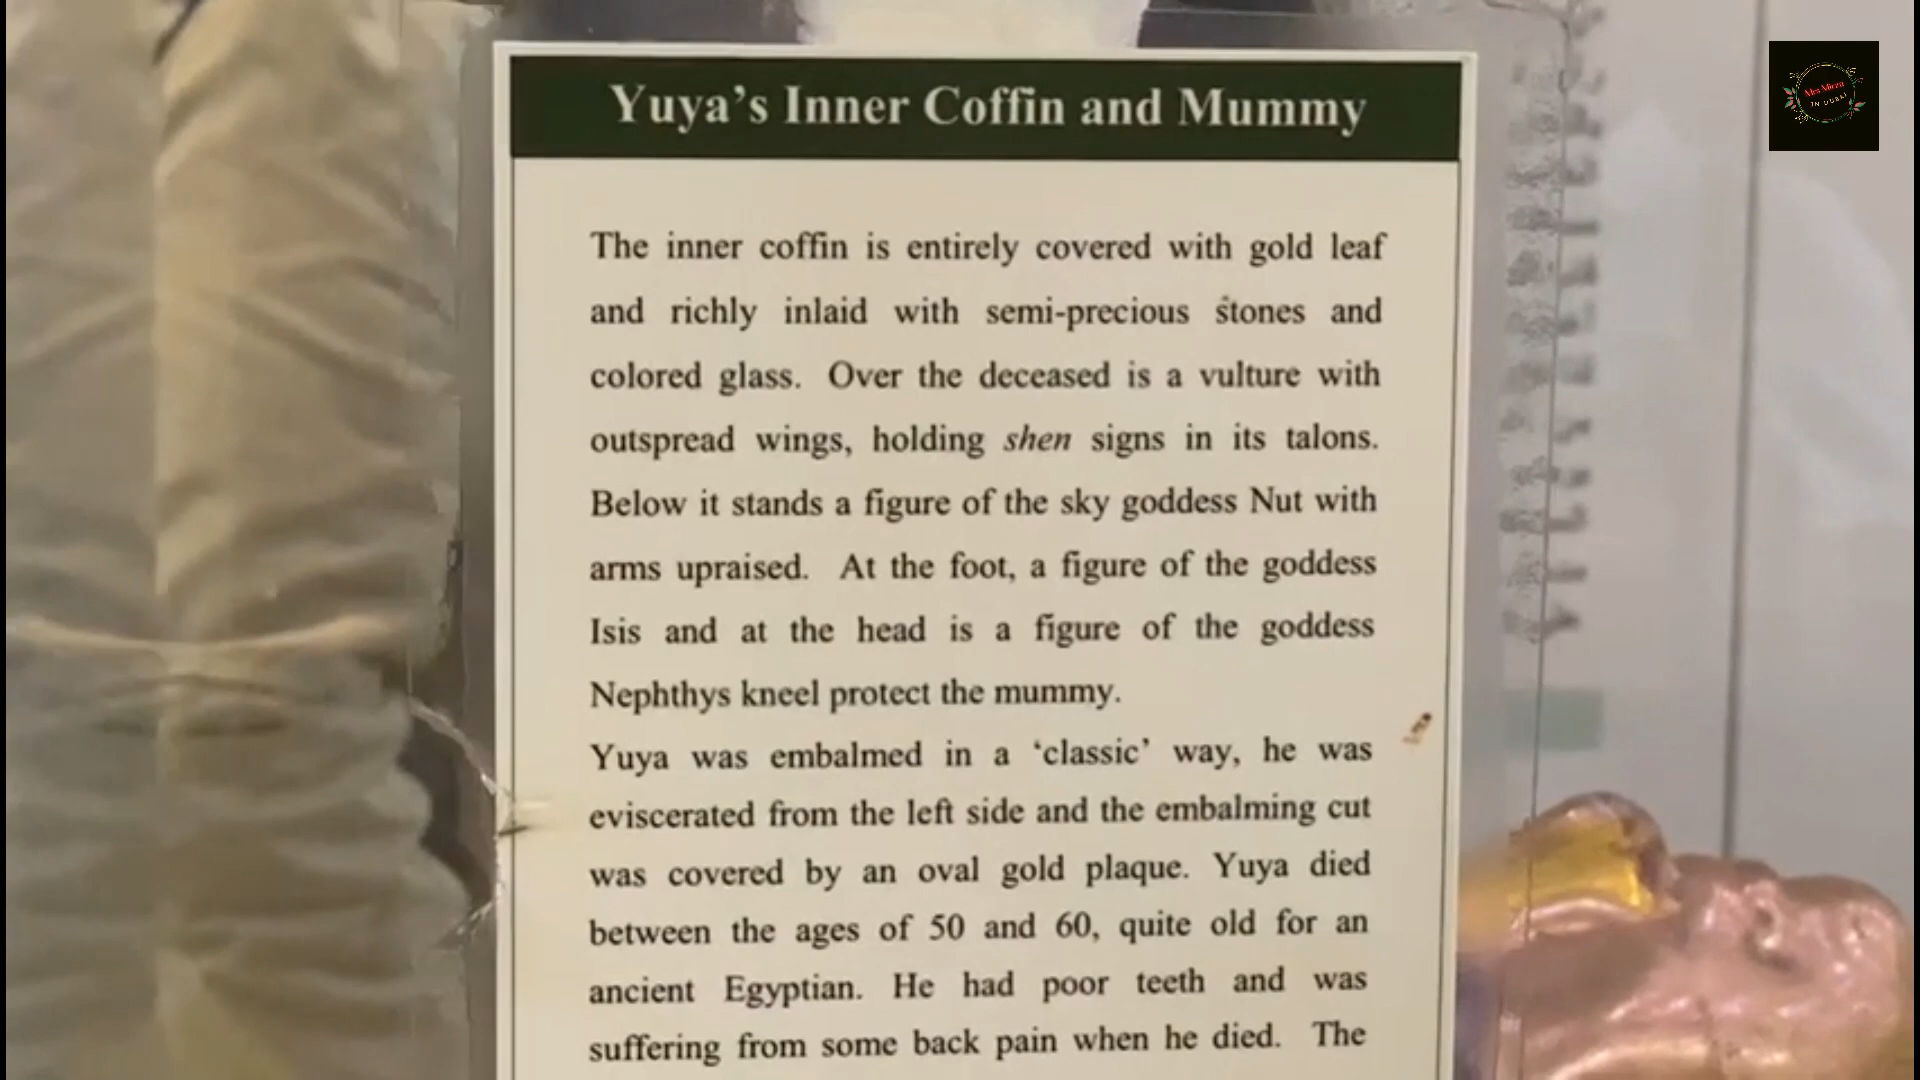 Yuya's Inner Coffin and Mummy
The inner coffin is entirely covered with gold leaf
and richly inlaid with semi-precious stones and
colored glass. Over the deceased is a vulture with
outspread wings, holding shen signs in its talons.
Below it stands a figure of the sky goddess Nut with
arms upraised. At the foot, a figure of the goddess
Isis and at the head is a figure of the goddess
Nephthys kneel protect the mummy.
Yuya was embalmed in a ‘classic’ way, he was
eviscerated from the left side and the embalming cut
was covered by an oval gold plaque. Yuya died
between the ages of 50 and 60, quite old for an
ancient Egyptian. He had poor teeth and was
suffering from some back pain when he died. The
Mrs Mirza
IN DUBAI